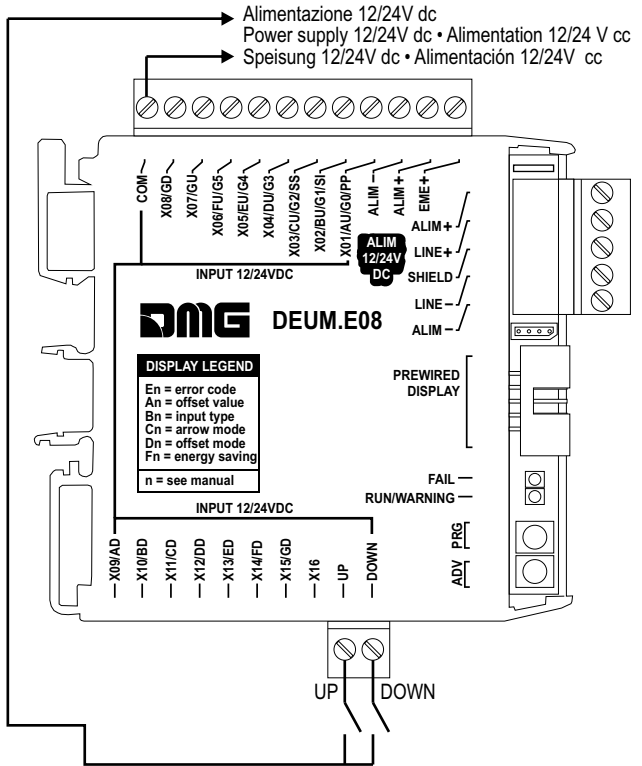 Alimentazione 12/24V dc
Power supply 12/24V dc • Alimentation 12/24 V cc
Speisung 12/24V dc • Alimentación 12/24V cc
COM
X08/GD
X07/GU
X06/FU/G5
X05/EU/G4
X04/DU/G3
X03/CU/G2/SS
X02/BU/G1/SI
X01/AU/G0/PP
ALIM -
ALIM +
EME+
ALIM+
LINE+
SHIELD
LINE-
ALIM-
ALIM
12/24V
DC
INPUT 12/24VDC
DMG DEUM.E08
DISPLAY LEGEND
En = error code
An = offset value
Bn = input type
Cn = arrow mode
Dn = offset mode
Fn = energy saving
n = see manual
PREWIRED
DISPLAY
FAIL
RUN/WARNING
PRG
ADV
INPUT 12/24VDC
X09/AD
X10/BD
X11/CD
X12/DD
X13/ED
X14/FD
X15/GD
X16
UP
DOWN
UP DOWN